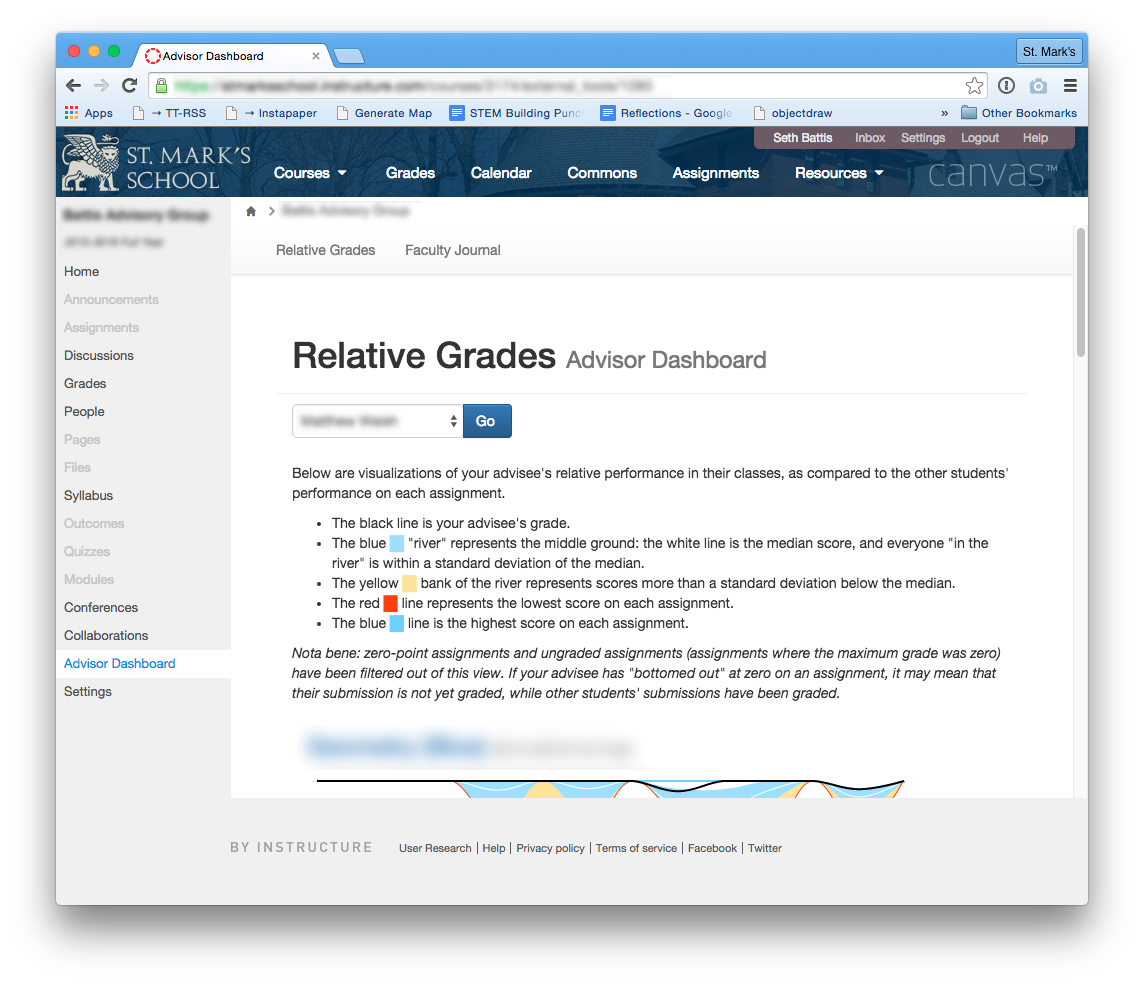 Advisor Dashboard
St. Mark's
Apps
→ TT-RSS
→ Instapaper
Generate Map
STEM Building Punc
Reflections - Google
objectdraw
»
Other Bookmarks
Seth Battis
Inbox
Settings
Logout
Help
ST. MARK'S
SCHOOL
Courses
Grades
Calendar
Commons
Assignments
Resources
canvas™
Home
Announcements
Assignments
Discussions
Grades
People
Pages
Files
Syllabus
Outcomes
Quizzes
Modules
Conferences
Collaborations
Advisor Dashboard
Settings
Relative Grades
Faculty Journal
Relative Grades Advisor Dashboard
Go
Below are visualizations of your advisee's relative performance in their classes, as compared to the other students'
performance on each assignment.
• The black line is your advisee's grade.
• The blue "river" represents the middle ground: the white line is the median score, and everyone "in the
river" is within a standard deviation of the median.
• The yellow bank of the river represents scores more than a standard deviation below the median.
• The red line represents the lowest score on each assignment.
• The blue line is the highest score on each assignment.
Nota bene: zero-point assignments and ungraded assignments (assignments where the maximum grade was zero)
have been filtered out of this view. If your advisee has "bottomed out" at zero on an assignment, it may mean that
their submission is not yet graded, while other students' submissions have been graded.
BY INSTRUCTURE
User Research | Help | Privacy policy | Terms of service | Facebook | Twitter